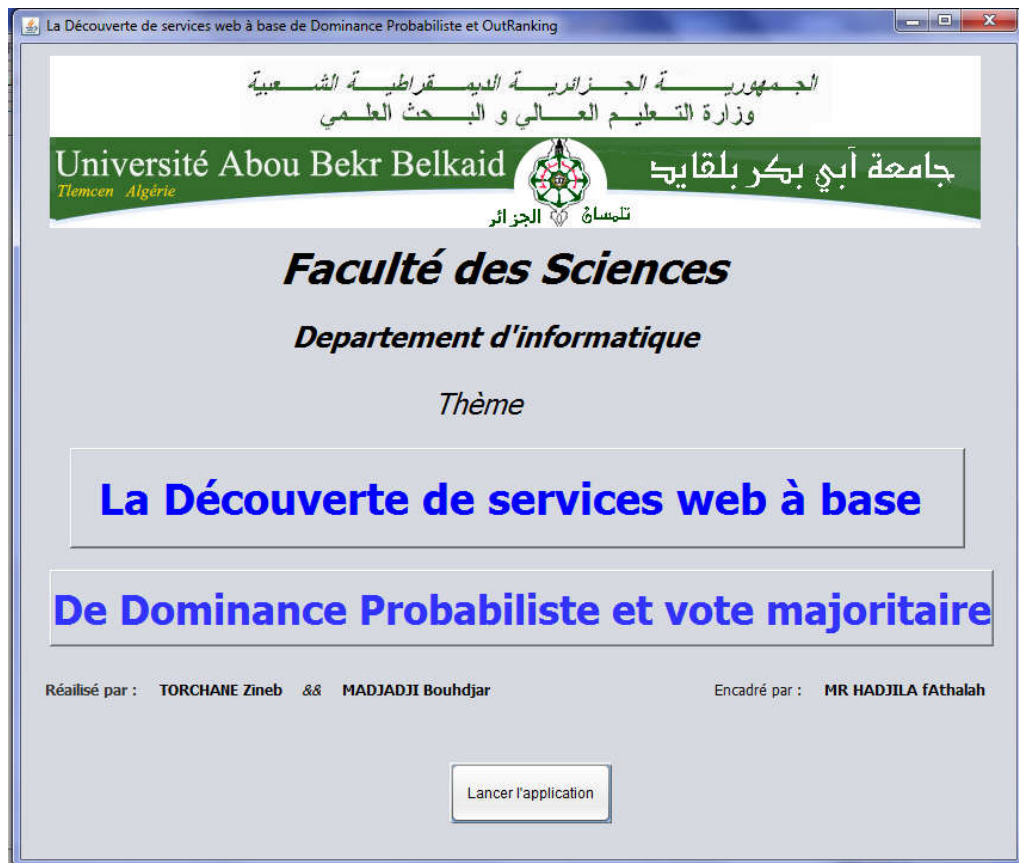 La Découverte de services web à base de Dominance Probabiliste et OutRanking
الجمهورية الجزائرية الديمقراطية الشعبية
وزارة التعليم العالي و البحث العلمي
Université Abou Bekr Belkaid
جامعة أبي بكر بلقايد
Tlemcen Algérie
تلمسان الجزائر
Faculté des Sciences
Departement d'informatique
Thème
La Découverte de services web à base
De Dominance Probabiliste et vote majoritaire
Réailisé par : TORCHANE Zineb && MADJADJI Bouhdjar
Encadré par : MR HADJILA fAthalah
Lancer l'application